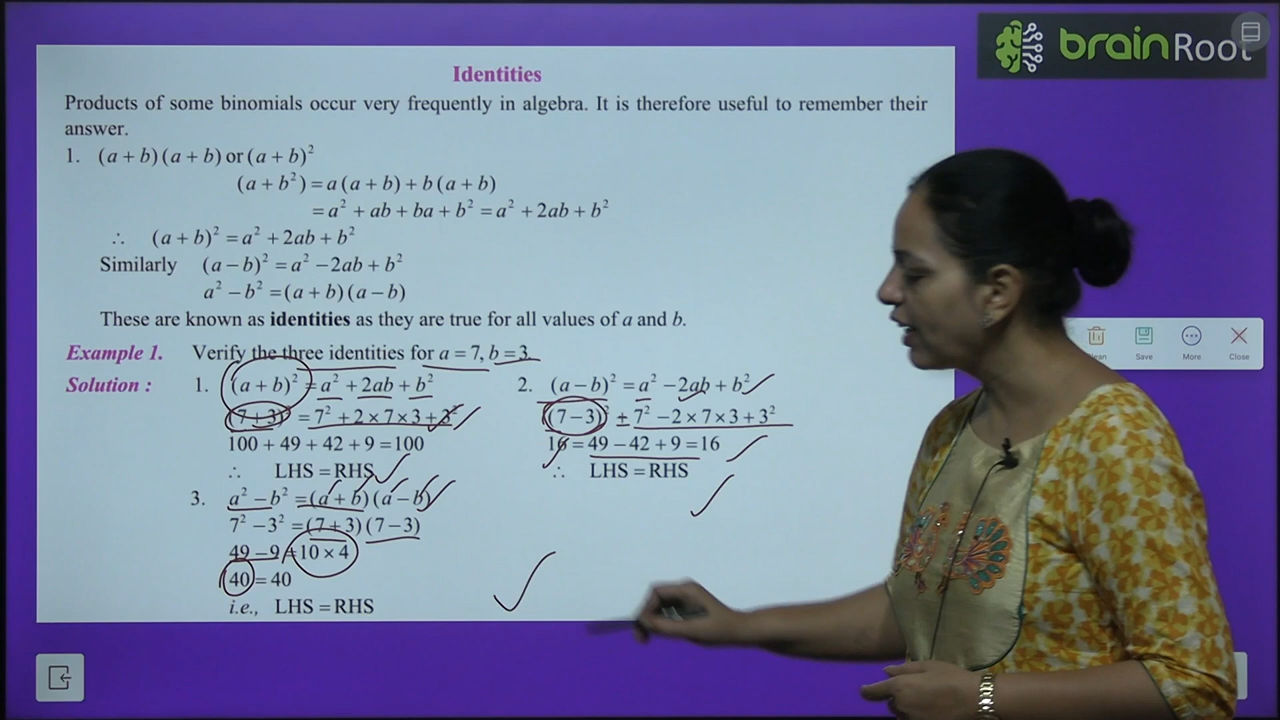 brainRoot
Identities
Products of some binomials occur very frequently in algebra. It is therefore useful to remember their
answer.
1. (a + b) (a + b) or (a + b)²
(a + b²) = a (a + b) + b (a + b)
= a² + ab + ba + b² = a² + 2ab + b²
∴ (a + b)² = a² + 2ab + b²
Similarly (a − b)² = a² − 2ab + b²
a² − b² = (a + b) (a − b)
These are known as identities as they are true for all values of a and b.
Example 1. Verify the three identities for a = 7, b = 3
Solution : 1. (a + b)² = a² + 2ab + b²
(7 + 3)² = 7² + 2 × 7 × 3 + 3²
100 + 49 + 42 + 9 = 100
∴ LHS = RHS
2. (a − b)² = a² − 2ab + b²
(7 − 3)² = 7² − 2 × 7 × 3 + 3²
16 = 49 − 42 + 9 = 16
∴ LHS = RHS
3. a² − b² = (a + b) (a − b)
7² − 3² = (7 + 3) (7 − 3)
49 − 9 = 10 × 4
40 = 40
i.e., LHS = RHS
Save
More
Close